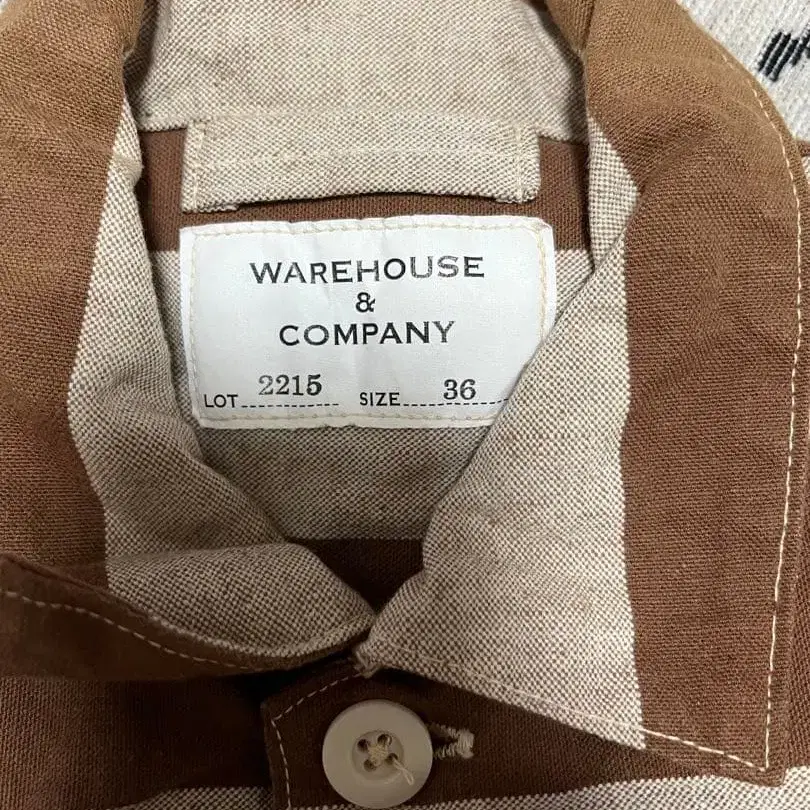 WAREHOUSE
&
COMPANY
LOT 2215 SIZE 36